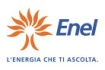 Enel
L'ENERGIA CHE TI ASCOLTA.